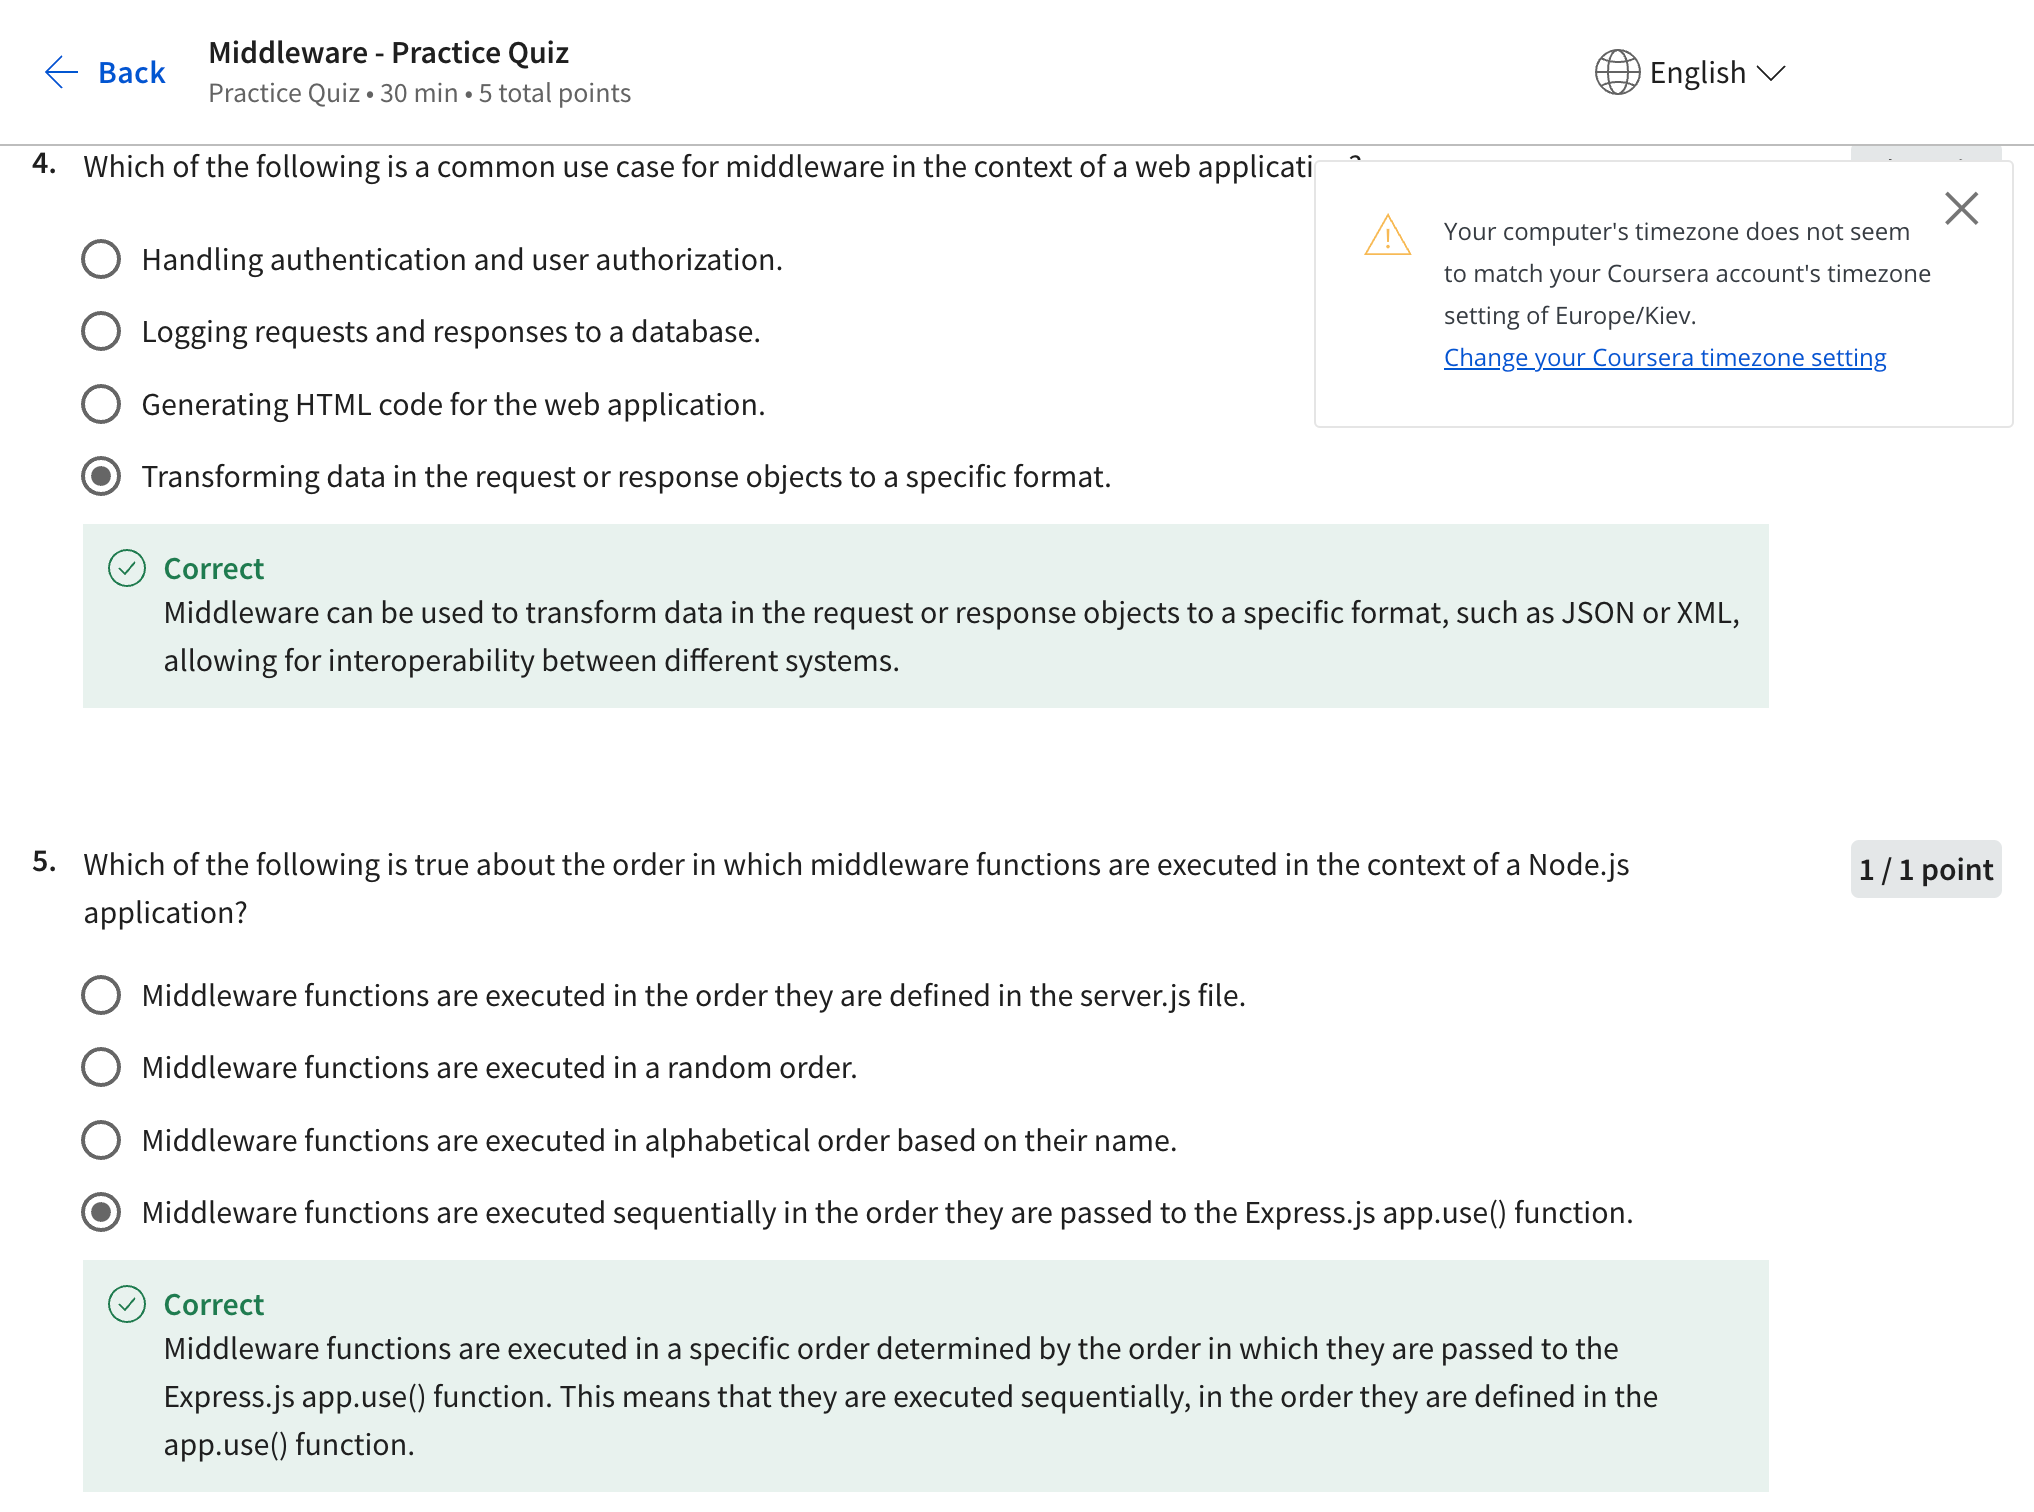 Back
Middleware - Practice Quiz
Practice Quiz • 30 min • 5 total points
English
4. Which of the following is a common use case for middleware in the context of a web
Your computer's timezone does not seem
to match your Coursera account's timezone
setting of Europe/Kiev.
Change your Coursera timezone setting
Handling authentication and user authorization.
Logging requests and responses to a database.
Generating HTML code for the web application.
Transforming data in the request or response objects to a specific format.
Correct
Middleware can be used to transform data in the request or response objects to a specific format, such as JSON or XML,
allowing for interoperability between different systems.
5. Which of the following is true about the order in which middleware functions are executed in the context of a Node.js
application?
1 / 1 point
Middleware functions are executed in the order they are defined in the server.js file.
Middleware functions are executed in a random order.
Middleware functions are executed in alphabetical order based on their name.
Middleware functions are executed sequentially in the order they are passed to the Express.js app.use() function.
Correct
Middleware functions are executed in a specific order determined by the order in which they are passed to the
Express.js app.use() function. This means that they are executed sequentially, in the order they are defined in the
app.use() function.